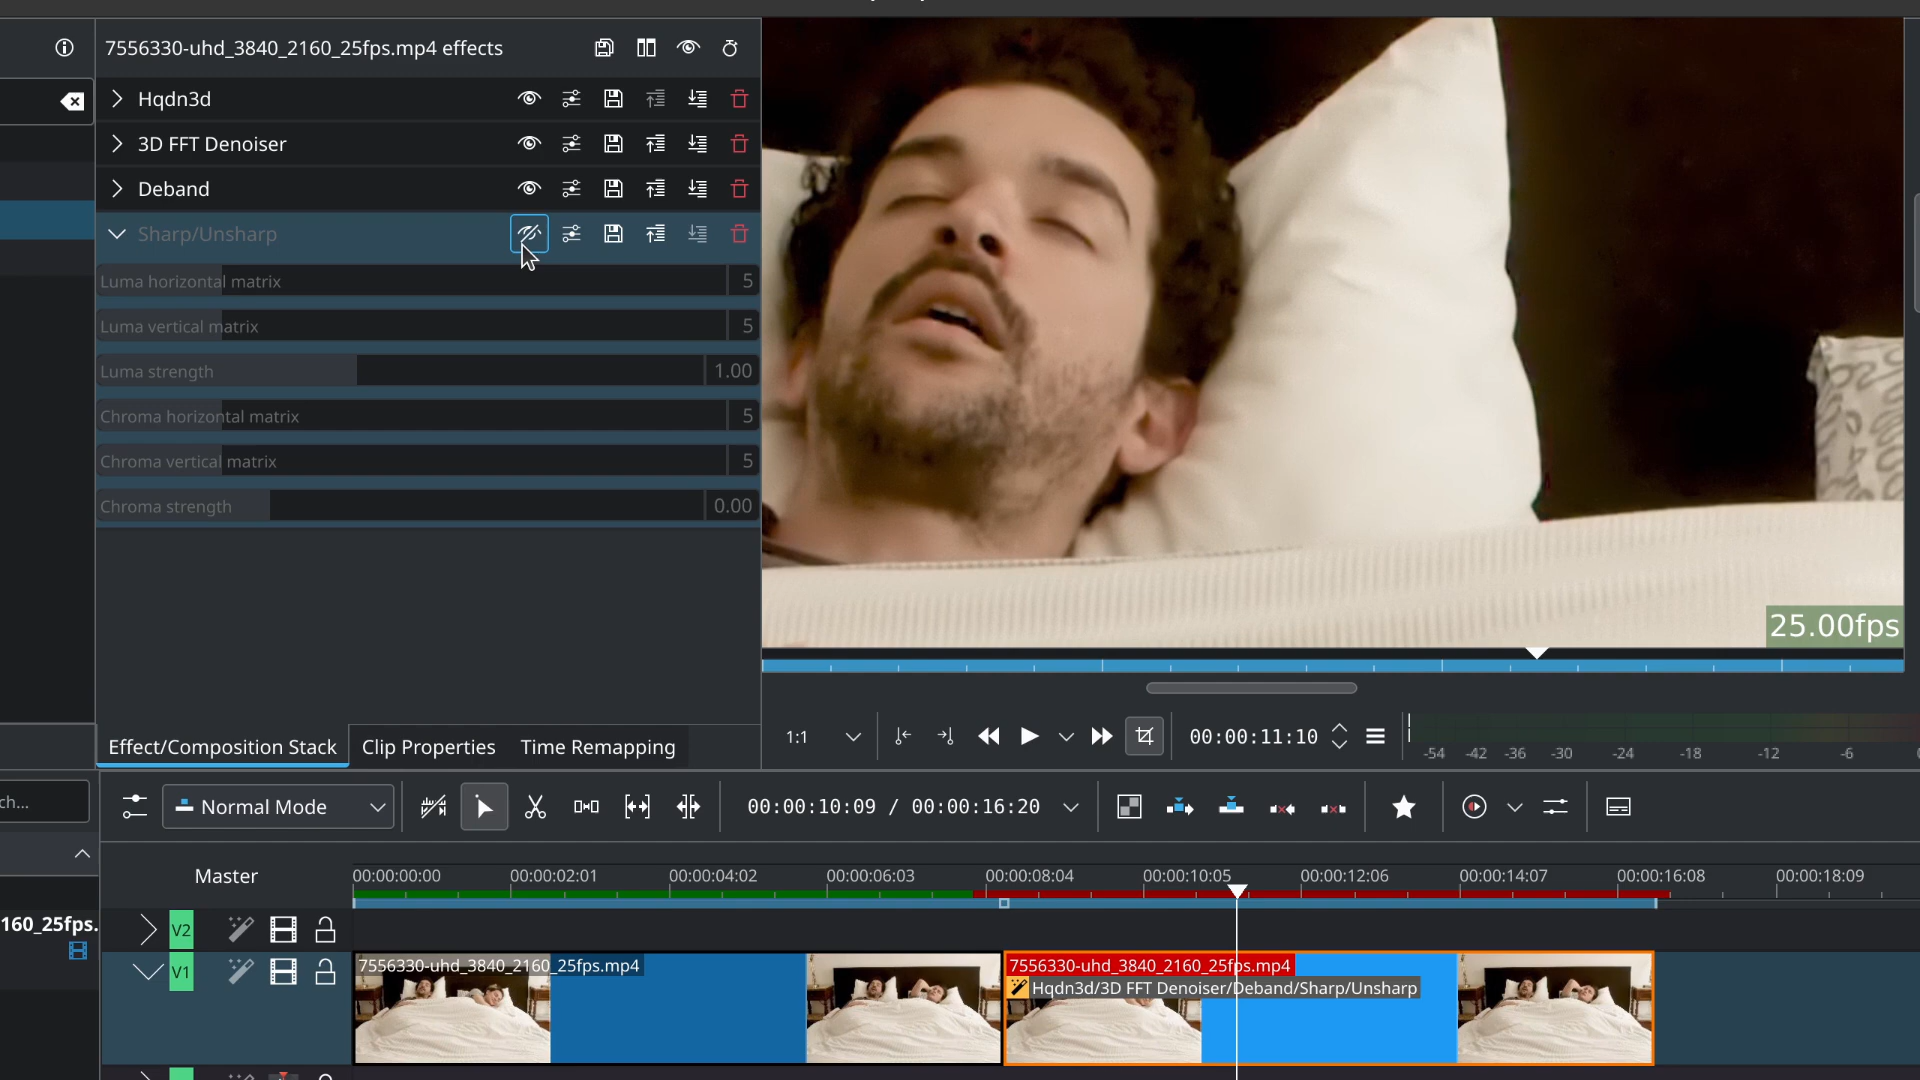 7556330-uhd_3840_2160_25fps.mp4 effects
Hqdn3d
3D FFT Denoiser
Deband
Sharp/Unsharp
Luma horizontal matrix 5
Luma vertical matrix 5
Luma strength 1.00
Chroma horizontal matrix 5
Chroma vertical matrix 5
Chroma strength 0.00
25.00fps
Effect/Composition Stack Clip Properties Time Remapping
1:1 00:00:11:10
-54 -42 -36 -30 -24 -18 -12 -6
ch...
Normal Mode 00:00:10:09 / 00:00:16:20
Master
00:00:00:00 00:00:02:01 00:00:04:02 00:00:06:03 00:00:08:04 00:00:10:05 00:00:12:06 00:00:14:07 00:00:16:08 00:00:18:09
160_25fps.
V2
V1
7556330-uhd_3840_2160_25fps.mp4
7556330-uhd_3840_2160_25fps.mp4
Hqdn3d/3D FFT Denoiser/Deband/Sharp/Unsharp